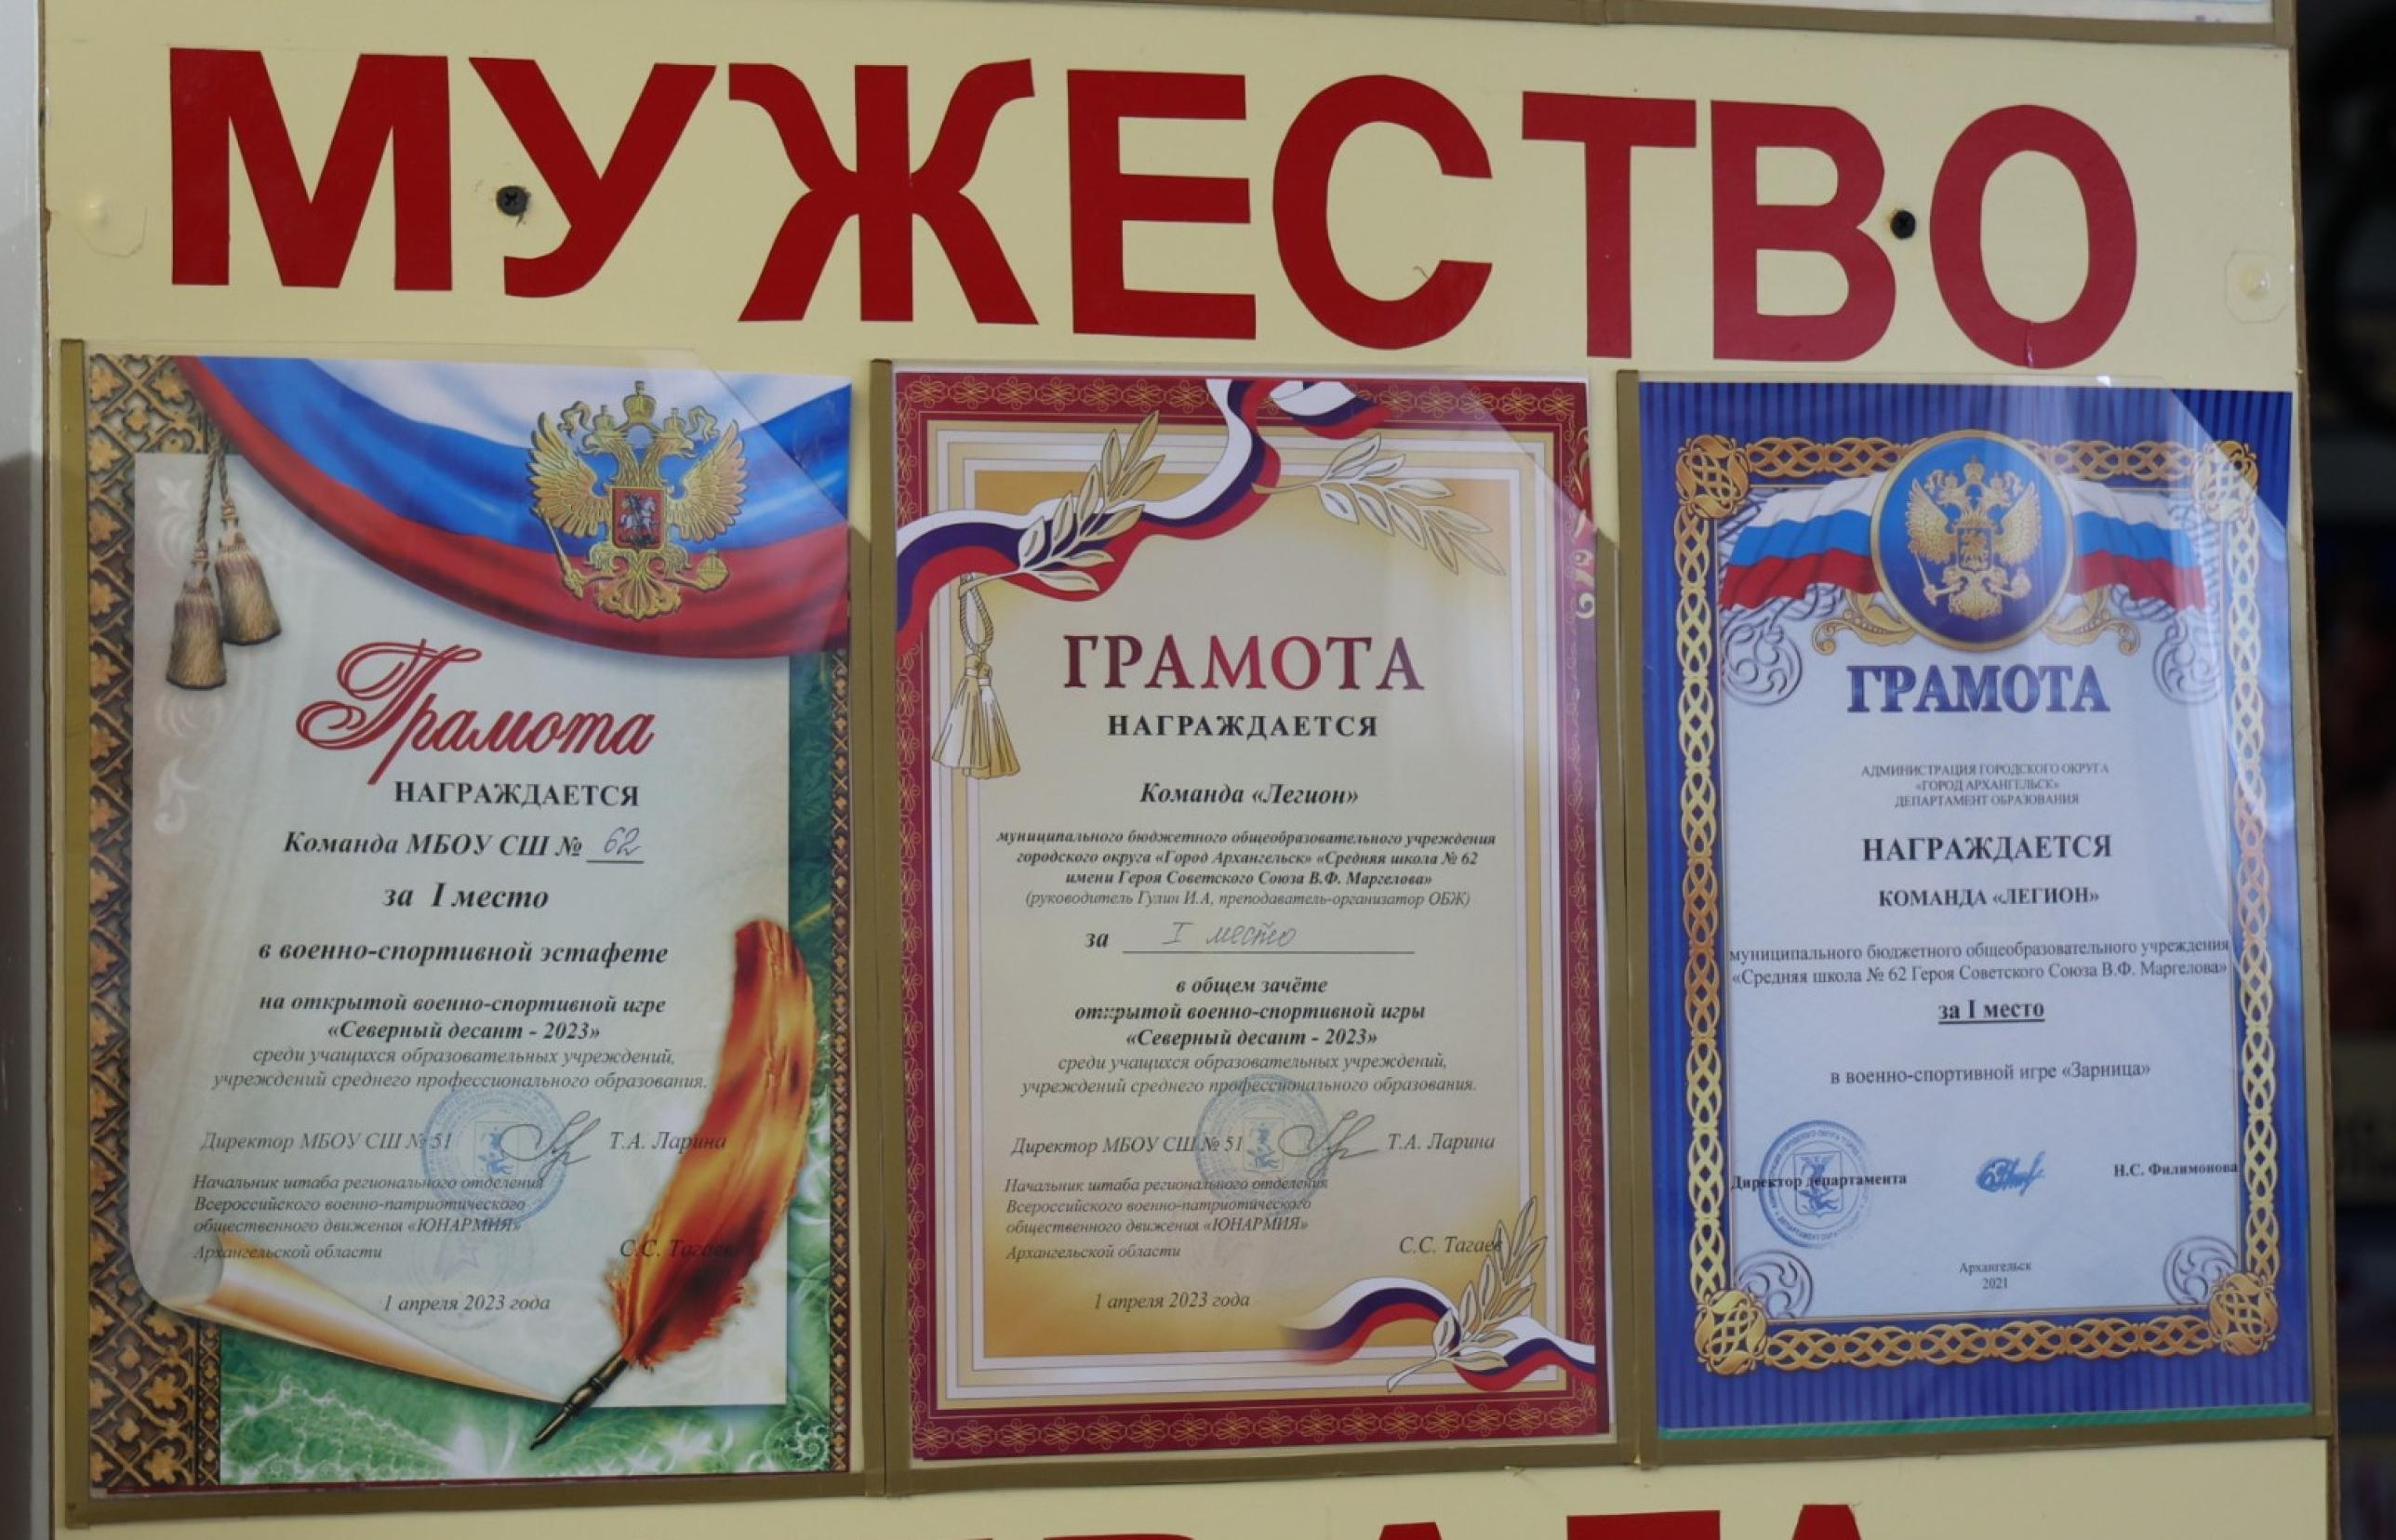 МУЖЕСТВО
Грамота
НАГРАЖДАЕТСЯ
Команда МБОУ СШ № 62
за I место
в военно-спортивной эстафете
на открытой военно-спортивной игре
«Северный десант - 2023»
среди учащихся образовательных учреждений,
учреждений среднего профессионального образования.
Директор МБОУ СШ № 51 Т.А. Ларина
Начальник штаба регионального отделения
Всероссийского военно-патриотического
общественного движения «ЮНАРМИЯ»
Архангельской области С.С. Тагаев
1 апреля 2023 года
ГРАМОТА
НАГРАЖДАЕТСЯ
Команда «Легион»
муниципального бюджетного общеобразовательного учреждения
городского округа «Город Архангельск» «Средняя школа № 62
имени Героя Советского Союза В.Ф. Маргелова»
(руководитель Гулин И.А, преподаватель-организатор ОБЖ)
за I место
в общем зачёте
открытой военно-спортивной игры
«Северный десант - 2023»
среди учащихся образовательных учреждений,
учреждений среднего профессионального образования.
Директор МБОУ СШ № 51 Т.А. Ларина
Начальник штаба регионального отделения
Всероссийского военно-патриотического
общественного движения «ЮНАРМИЯ»
Архангельской области С.С. Тагаев
1 апреля 2023 года
ГРАМОТА
АДМИНИСТРАЦИЯ ГОРОДСКОГО ОКРУГА
«ГОРОД АРХАНГЕЛЬСК»
ДЕПАРТАМЕНТ ОБРАЗОВАНИЯ
НАГРАЖДАЕТСЯ
КОМАНДА «ЛЕГИОН»
муниципального бюджетного общеобразовательного учреждения
«Средняя школа № 62 Героя Советского Союза В.Ф. Маргелова»
за I место
в военно-спортивной игре «Зарница»
Директор департамента Н.С. Филимонова
Архангельск
2021